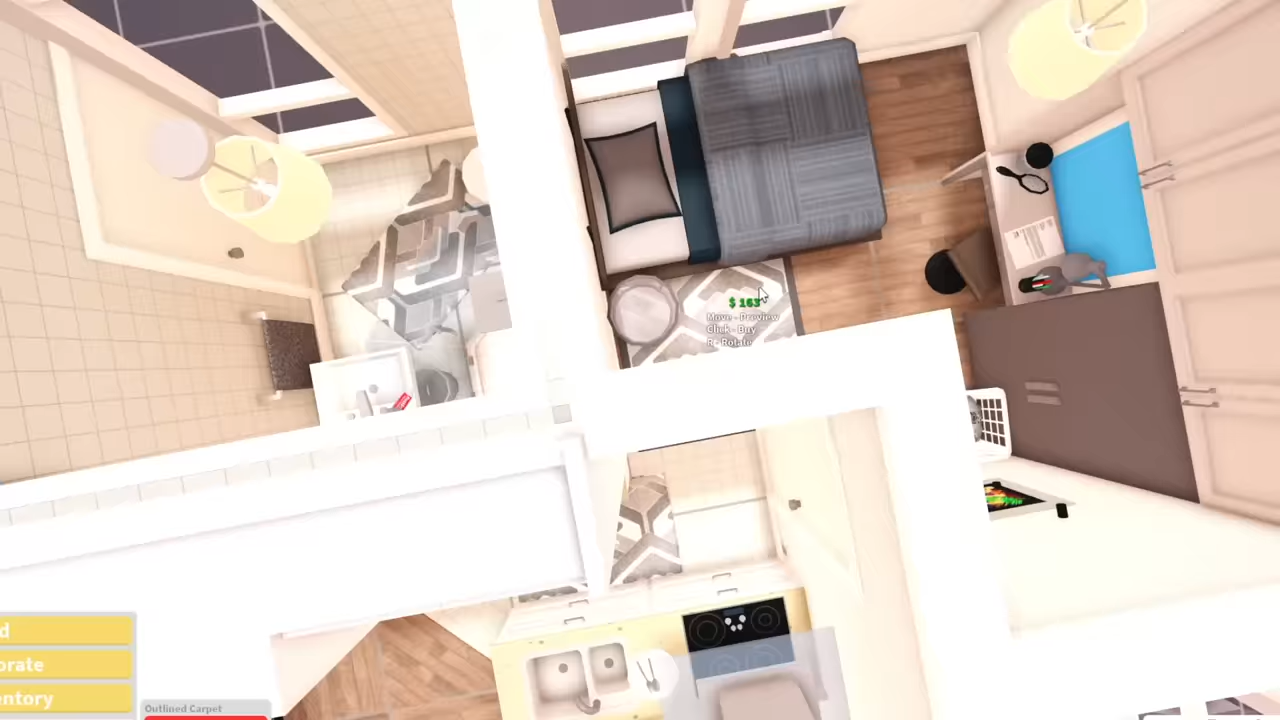 $ 163
Move - Preview
Click - Buy
R - Rotate
d
orate
entory
Outlined Carpet